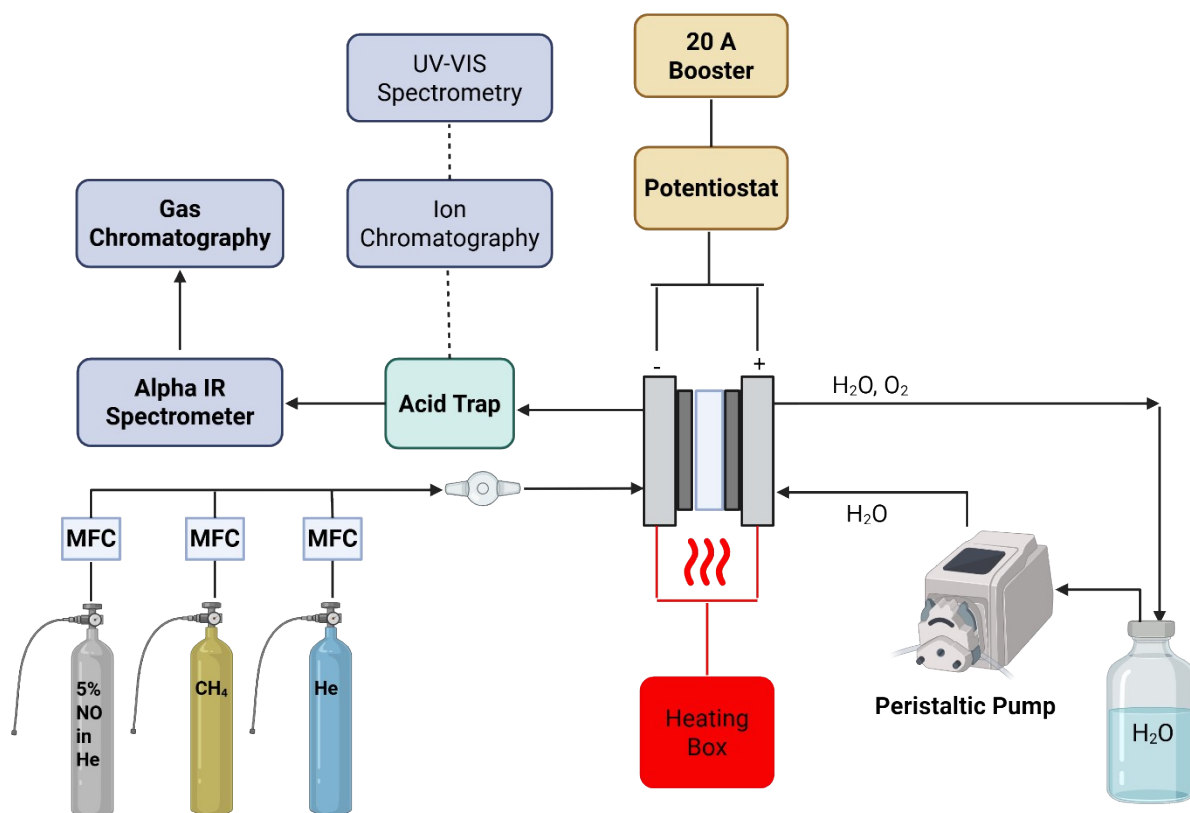 20 A
Booster
UV-VIS
Spectrometry
Potentiostat
Gas
Chromatography
Ion
Chromatography
-
+
Alpha IR
Spectrometer
Acid Trap
H₂O, O₂
H₂O
MFC
MFC
MFC
5%
NO
in
He
CH₄
He
Heating
Box
Peristaltic Pump
H₂O